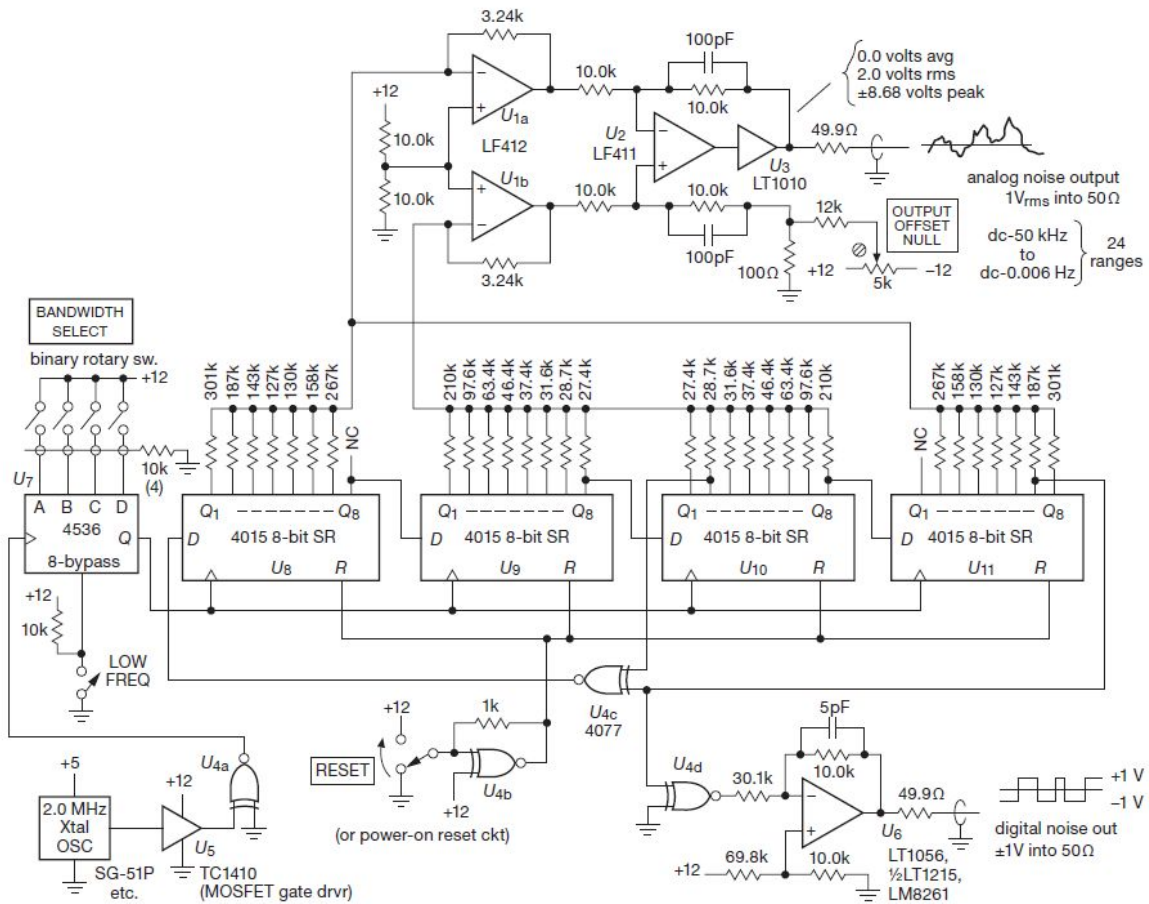 3.24k
+12
10.0k
10.0k
−
+
U1a
LF412
+
−
U1b
3.24k
10.0k
10.0k
100pF
10.0k
U2
LF411
−
+
U3
LT1010
10.0k
100pF
0.0 volts avg
2.0 volts rms
±8.68 volts peak
49.9Ω
analog noise output
1Vrms into 50Ω
12k
OUTPUT
OFFSET
NULL
100Ω
+12
5k
−12
dc-50 kHz
to
dc-0.006 Hz
24
ranges
BANDWIDTH
SELECT
binary rotary sw.
+12
10k
(4)
U7
A B C D
4536
Q
8-bypass
+12
10k
LOW
FREQ
301k 187k 143k 127k 130k 158k 267k NC
210k 97.6k 63.4k 46.4k 37.4k 31.6k 28.7k 27.4k
27.4k 28.7k 31.6k 37.4k 46.4k 63.4k 97.6k 210k
NC 267k 158k 130k 127k 143k 187k 301k
Q1 ------- Q8
D 4015 8-bit SR
U8 R
Q1 ------- Q8
D 4015 8-bit SR
U9 R
Q1 ------- Q8
D 4015 8-bit SR
U10 R
Q1 ------- Q8
D 4015 8-bit SR
U11 R
U4c
4077
+12
RESET
1k
U4b
+12
(or power-on reset ckt)
+5
2.0 MHz
Xtal
OSC
SG-51P
etc.
+12
U5
TC1410
(MOSFET gate drvr)
U4a
U4d
30.1k
5pF
10.0k
−
+
+12
69.8k
10.0k
U6
LT1056,
½LT1215,
LM8261
49.9Ω
+1 V
−1 V
digital noise out
±1V into 50Ω